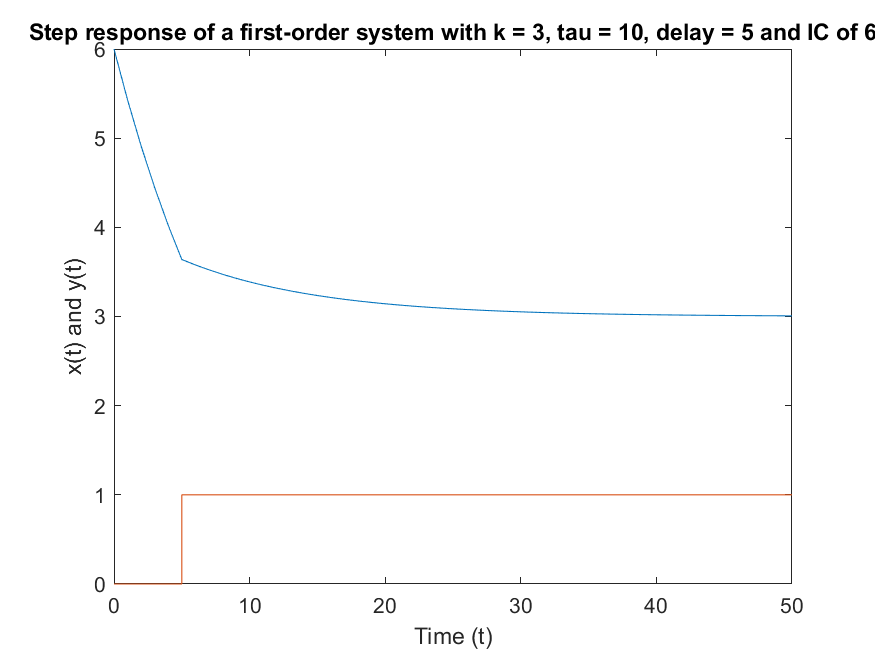 Step response of a first-order system with k = 3, tau = 10, delay = 5 and IC of 6
6
5
4
3
2
1
0
x(t) and y(t)
0 10 20 30 40 50
Time (t)